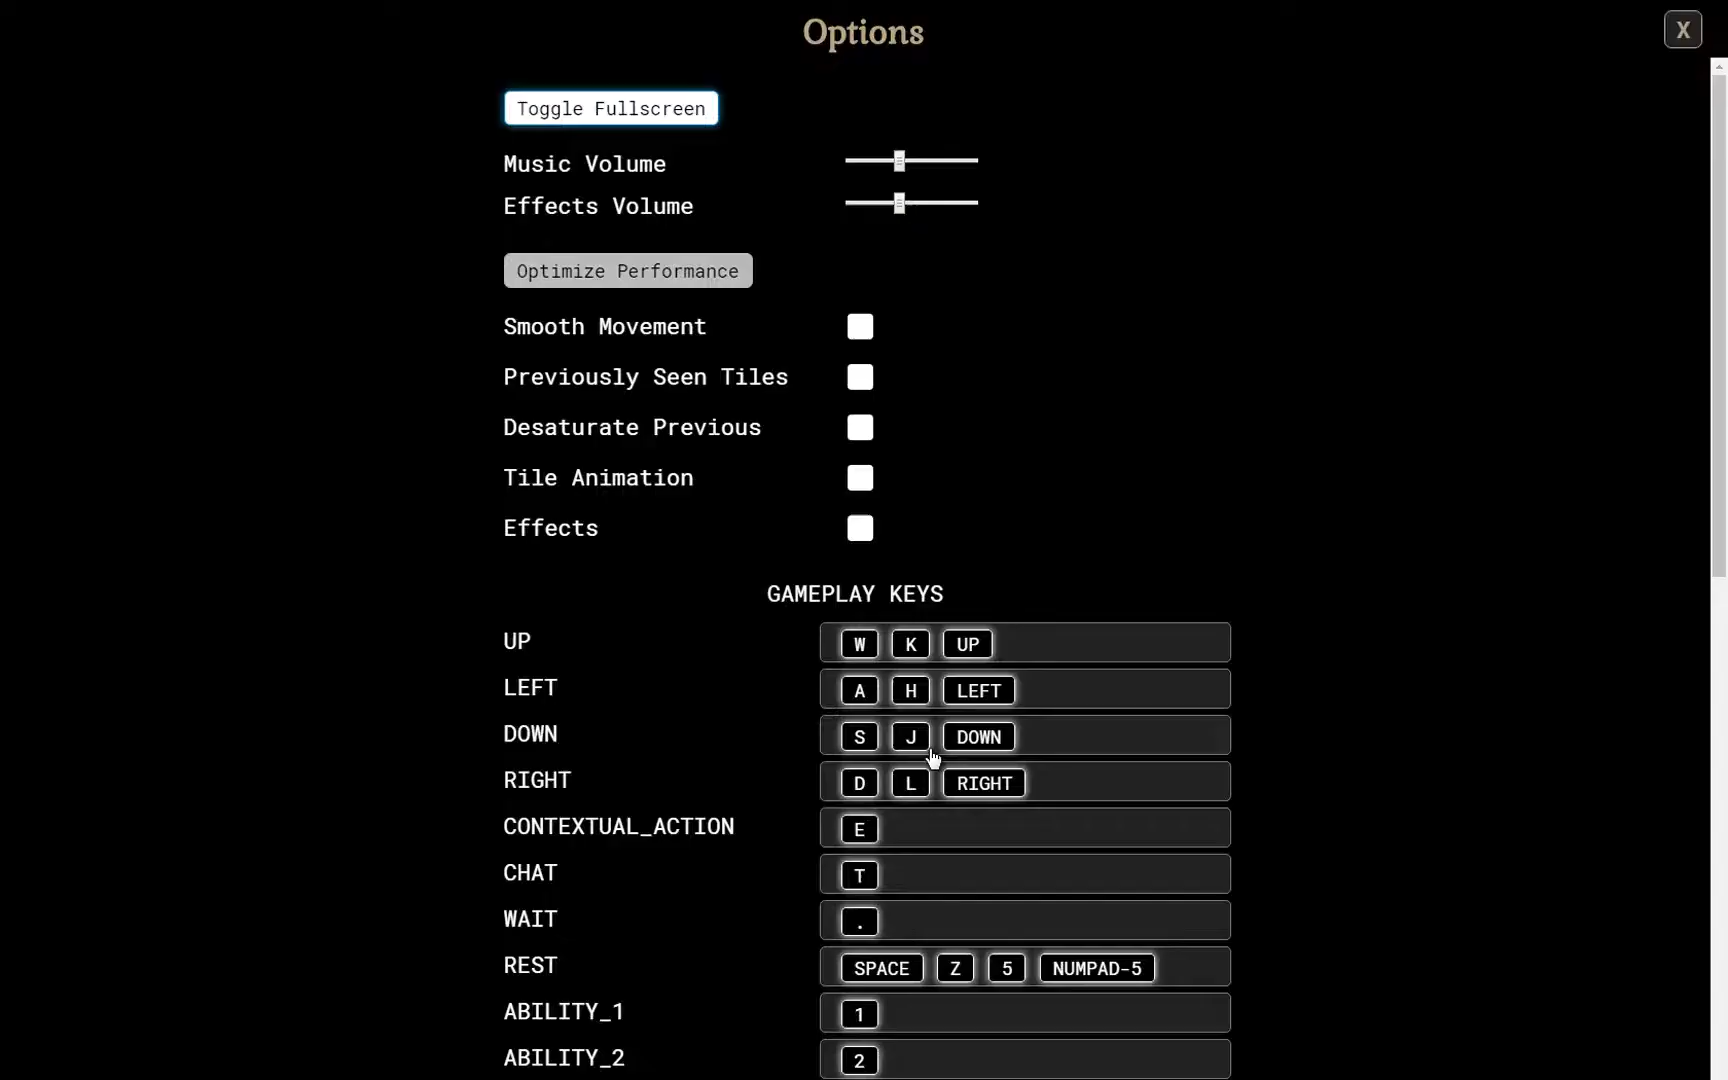 Options
X
Toggle Fullscreen
Music Volume
Effects Volume
Optimize Performance
Smooth Movement
Previously Seen Tiles
Desaturate Previous
Tile Animation
Effects
GAMEPLAY KEYS
UP W K UP
LEFT A H LEFT
DOWN S J DOWN
RIGHT D L RIGHT
CONTEXTUAL_ACTION E
CHAT T
WAIT .
REST SPACE Z 5 NUMPAD-5
ABILITY_1 1
ABILITY_2 2